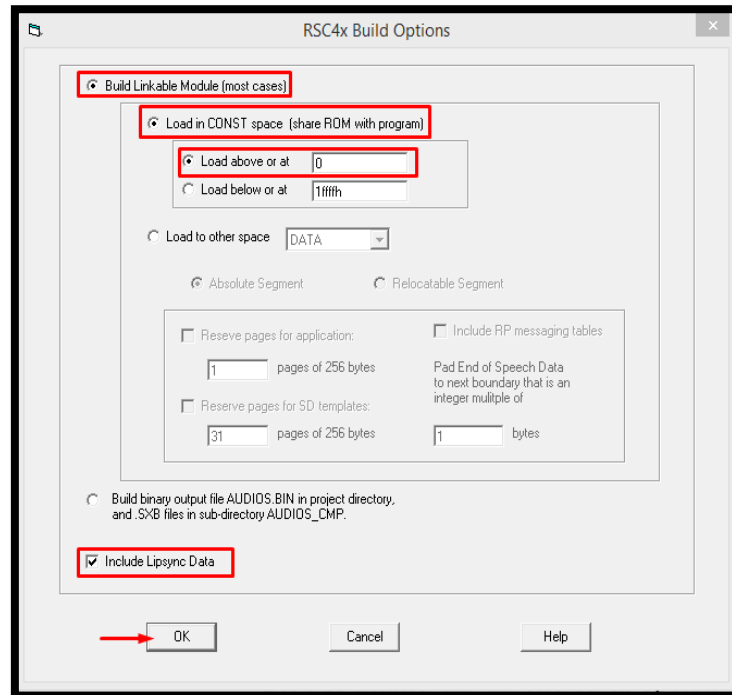 RSC4x Build Options
Build Linkable Module (most cases)
Load in CONST space (share ROM with program)
Load above or at 0
Load below or at 1ffffh
Load to other space DATA
Absolute Segment Relocatable Segment
Reseve pages for application:
1 pages of 256 bytes
Reserve pages for SD templates:
31 pages of 256 bytes
Include RP messaging tables
Pad End of Speech Data
to next boundary that is an
integer mulitple of
1 bytes
Build binary output file AUDIOS.BIN in project directory,
and .SXB files in sub-directory AUDIOS_CMP.
Include Lipsync Data
OK Cancel Help